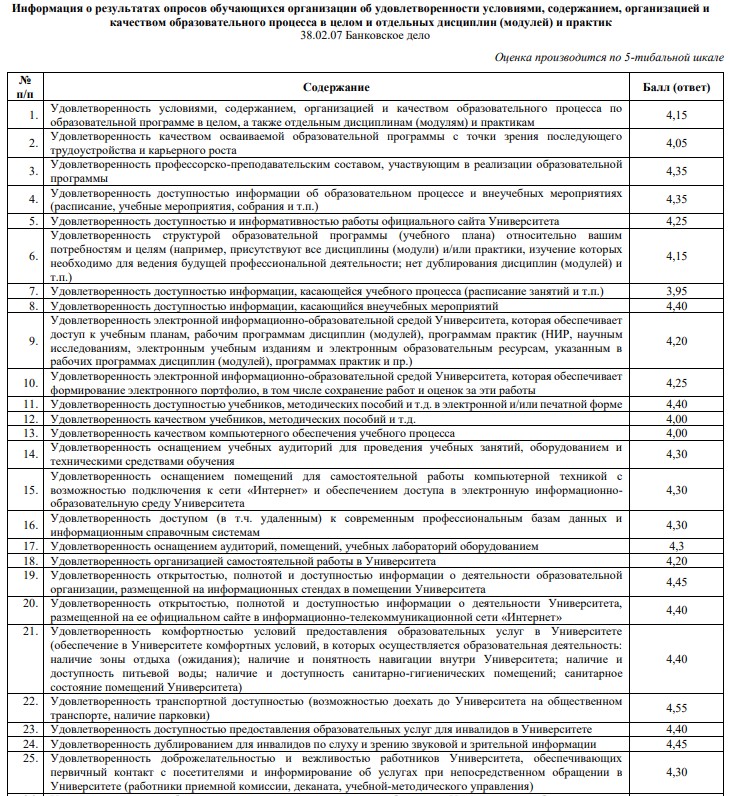 Информация о результатах опросов обучающихся организации об удовлетворенности условиями, содержанием, организацией и
качеством образовательного процесса в целом и отдельных дисциплин (модулей) и практик
38.02.07 Банковское дело
Оценка производится по 5-тибальной шкале
№ п/п Содержание Балл (ответ)
1. Удовлетворенность условиями, содержанием, организацией и качеством образовательного процесса по
образовательной программе в целом, а также отдельным дисциплинам (модулям) и практикам 4,15
2. Удовлетворенность качеством осваиваемой образовательной программы с точки зрения последующего
трудоустройства и карьерного роста 4,05
3. Удовлетворенность профессорско-преподавательским составом, участвующим в реализации образовательной
программы 4,35
4. Удовлетворенность доступностью информации об образовательном процессе и внеучебных мероприятиях
(расписание, учебные мероприятия, собрания и т.п.) 4,35
5. Удовлетворенность доступностью и информативностью работы официального сайта Университета 4,25
6. Удовлетворенность структурой образовательной программы (учебного плана) относительно вашим
потребностям и целям (например, присутствуют все дисциплины (модули) и/или практики, изучение которых
необходимо для ведения будущей профессиональной деятельности; нет дублирования дисциплин (модулей) и
т.п.) 4,15
7. Удовлетворенность доступностью информации, касающейся учебного процесса (расписание занятий и т.п.) 3,95
8. Удовлетворенность доступностью информации, касающийся внеучебных мероприятий 4,40
9. Удовлетворенность электронной информационно-образовательной средой Университета, которая обеспечивает
доступ к учебным планам, рабочим программам дисциплин (модулей), программам практик (НИР, научным
исследованиям, электронным учебным изданиям и электронным образовательным ресурсам, указанным в
рабочих программах дисциплин (модулей), программах практик и пр.) 4,20
10. Удовлетворенность электронной информационно-образовательной средой Университета, которая обеспечивает
формирование электронного портфолио, в том числе сохранение работ и оценок за эти работы 4,25
11. Удовлетворенность доступностью учебников, методических пособий и т.д. в электронной и/или печатной форме 4,40
12. Удовлетворенность качеством учебников, методических пособий и т.д. 4,00
13. Удовлетворенность качеством компьютерного обеспечения учебного процесса 4,00
14. Удовлетворенность оснащением учебных аудиторий для проведения учебных занятий, оборудованием и
техническими средствами обучения 4,30
15. Удовлетворенность оснащением помещений для самостоятельной работы компьютерной техникой с
возможностью подключения к сети «Интернет» и обеспечением доступа в электронную информационно-
образовательную среду Университета 4,30
16. Удовлетворенность доступом (в т.ч. удаленным) к современным профессиональным базам данных и
информационным справочным системам 4,30
17. Удовлетворенность оснащением аудиторий, помещений, учебных лабораторий оборудованием 4,3
18. Удовлетворенность организацией самостоятельной работы в Университета 4,20
19. Удовлетворенность открытостью, полнотой и доступностью информации о деятельности образовательной
организации, размещенной на информационных стендах в помещении Университета 4,45
20. Удовлетворенность открытостью, полнотой и доступностью информации о деятельности Университета,
размещенной на ее официальном сайте в информационно-телекоммуникационной сети «Интернет» 4,40
21. Удовлетворенность комфортностью условий предоставления образовательных услуг в Университете
(обеспечение в Университете комфортных условий, в которых осуществляется образовательная деятельность:
наличие зоны отдыха (ожидания); наличие и понятность навигации внутри Университета; наличие и
доступность питьевой воды; наличие и доступность санитарно-гигиенических помещений; санитарное
состояние помещений Университета) 4,40
22. Удовлетворенность транспортной доступностью (возможностью доехать до Университета на общественном
транспорте, наличие парковки) 4,55
23. Удовлетворенность доступностью предоставления образовательных услуг для инвалидов в Университете 4,40
24. Удовлетворенность дублированием для инвалидов по слуху и зрению звуковой и зрительной информации 4,45
25. Удовлетворенность доброжелательностью и вежливостью работников Университета, обеспечивающих
первичный контакт с посетителями и информирование об услугах при непосредственном обращении в
Университете (работники приемной комиссии, деканата, учебной-методического управления) 4,30